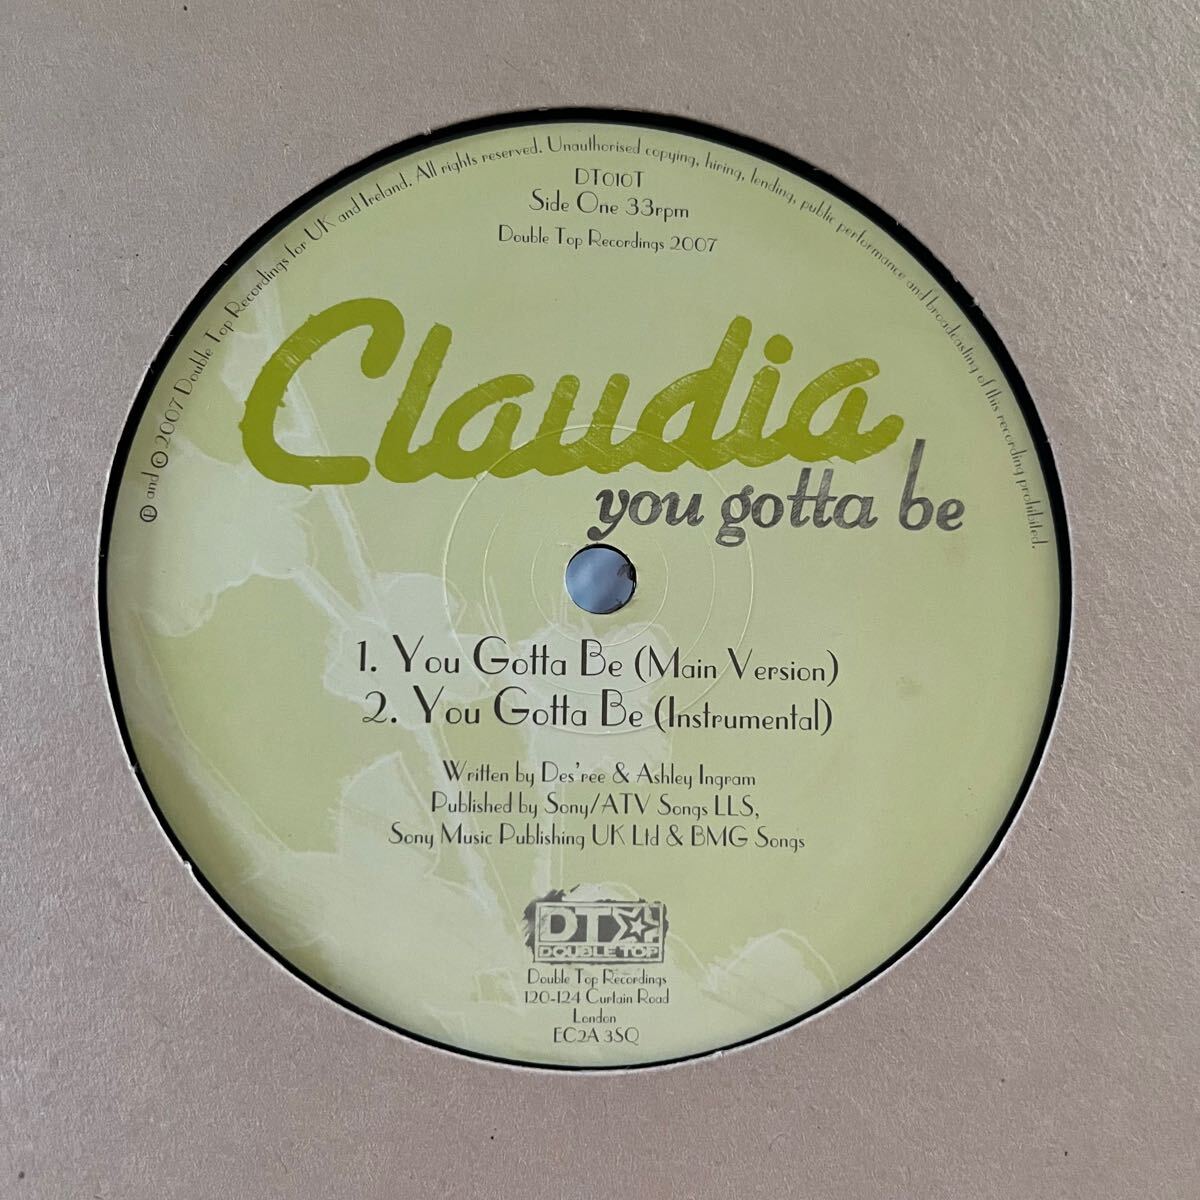 ℗ and © 2007 Double Top Recordings for UK and Ireland. All rights reserved. Unauthorised copying, hiring, lending, public performance and broadcasting of this recording prohibited.
DT010T
Side One 33rpm
Double Top Recordings 2007
Claudia
you gotta be
1. You Gotta Be (Main Version)
2. You Gotta Be (Instrumental)
Written by Des'ree & Ashley Ingram
Published by Sony/ATV Songs LLS,
Sony Music Publishing UK Ltd & BMG Songs
DT
DOUBLE TOP
Double Top Recordings
120-124 Curtain Road
London
EC2A 3SQ